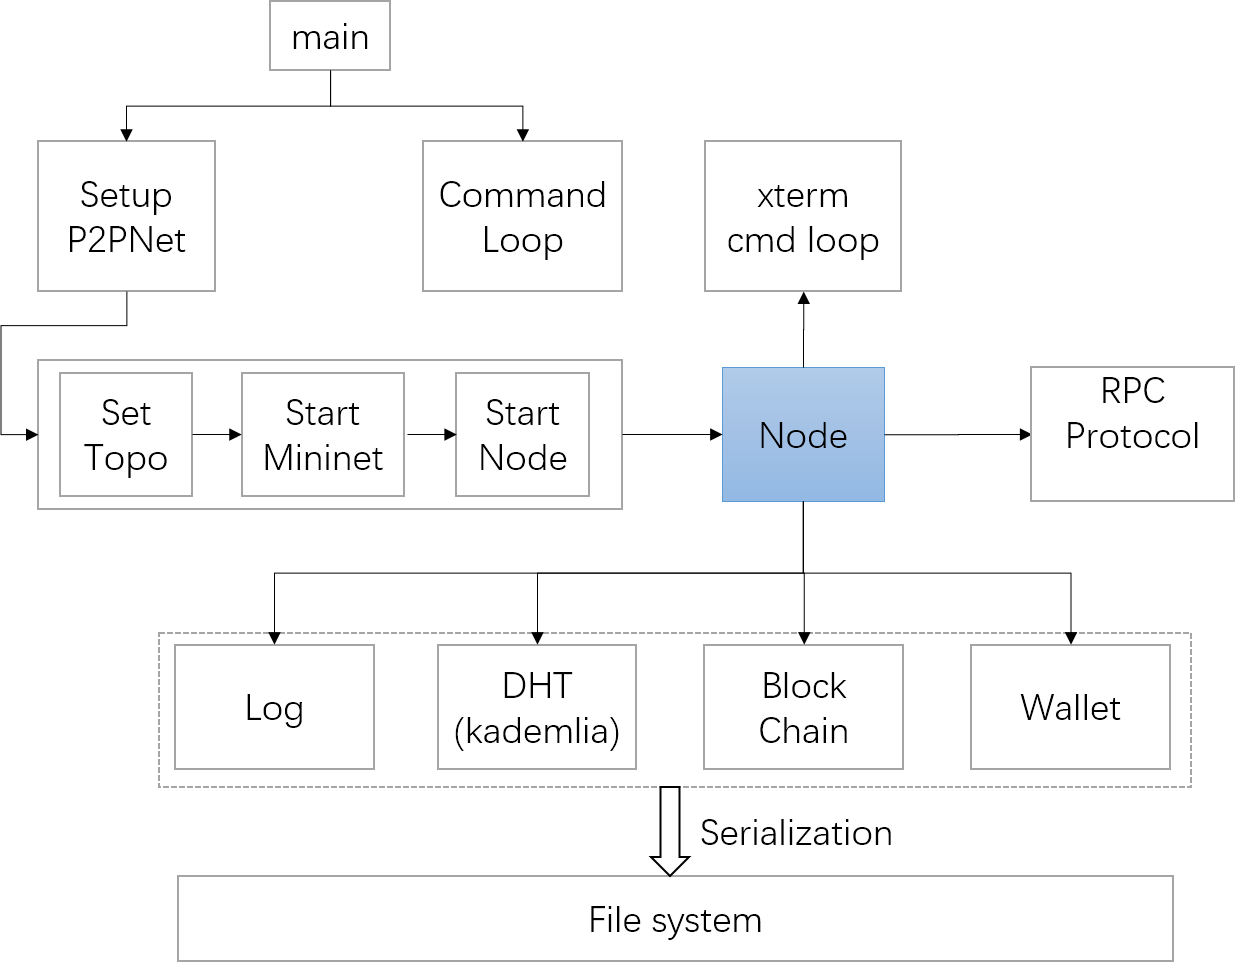 main
Setup
P2PNet
Command
Loop
xterm
cmd loop
Set
Topo
Start
Mininet
Start
Node
Node
RPC
Protocol
Log
DHT
(kademlia)
Block
Chain
Wallet
Serialization
File system